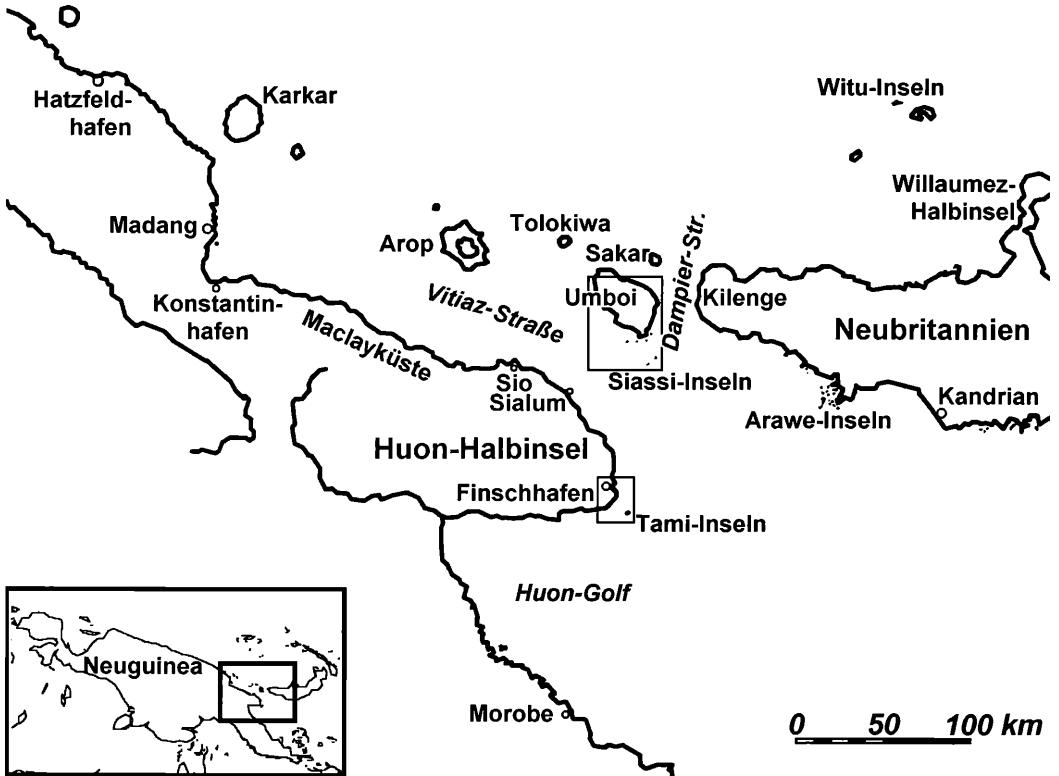 Karkar
Witu-Inseln
Hatzfeld-
hafen
Willaumez-
Halbinsel
Madang
Tolokiwa
Arop
Sakar
Dampier-Str.
Konstantin-
hafen
Vitiaz-Straße
Umboi
Kilenge
Maclayküste
Neubritannien
Sio
Sialum
Siassi-Inseln
Arawe-Inseln
Kandrian
Huon-Halbinsel
Finschhafen
Tami-Inseln
Huon-Golf
Neuguinea
Morobe
0 50 100 km